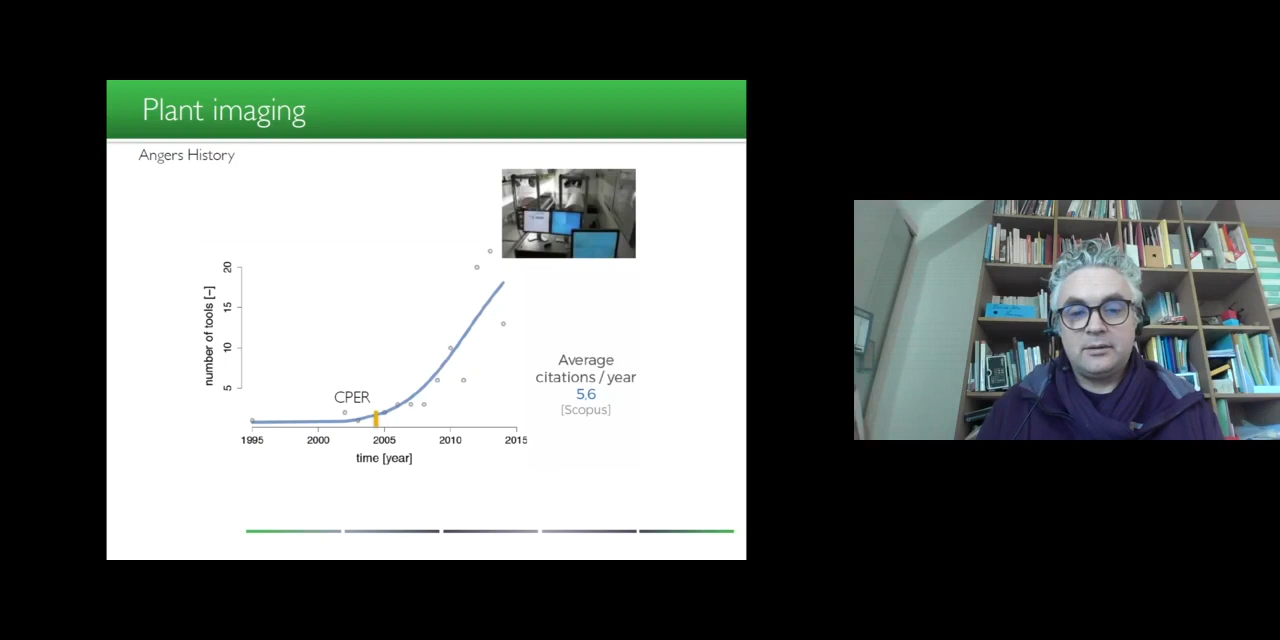 Plant imaging
Angers History
number of tools [–]
20
15
10
5
CPER
1995
2000
2005
2010
2015
time [year]
Average
citations / year
5,6
[Scopus]